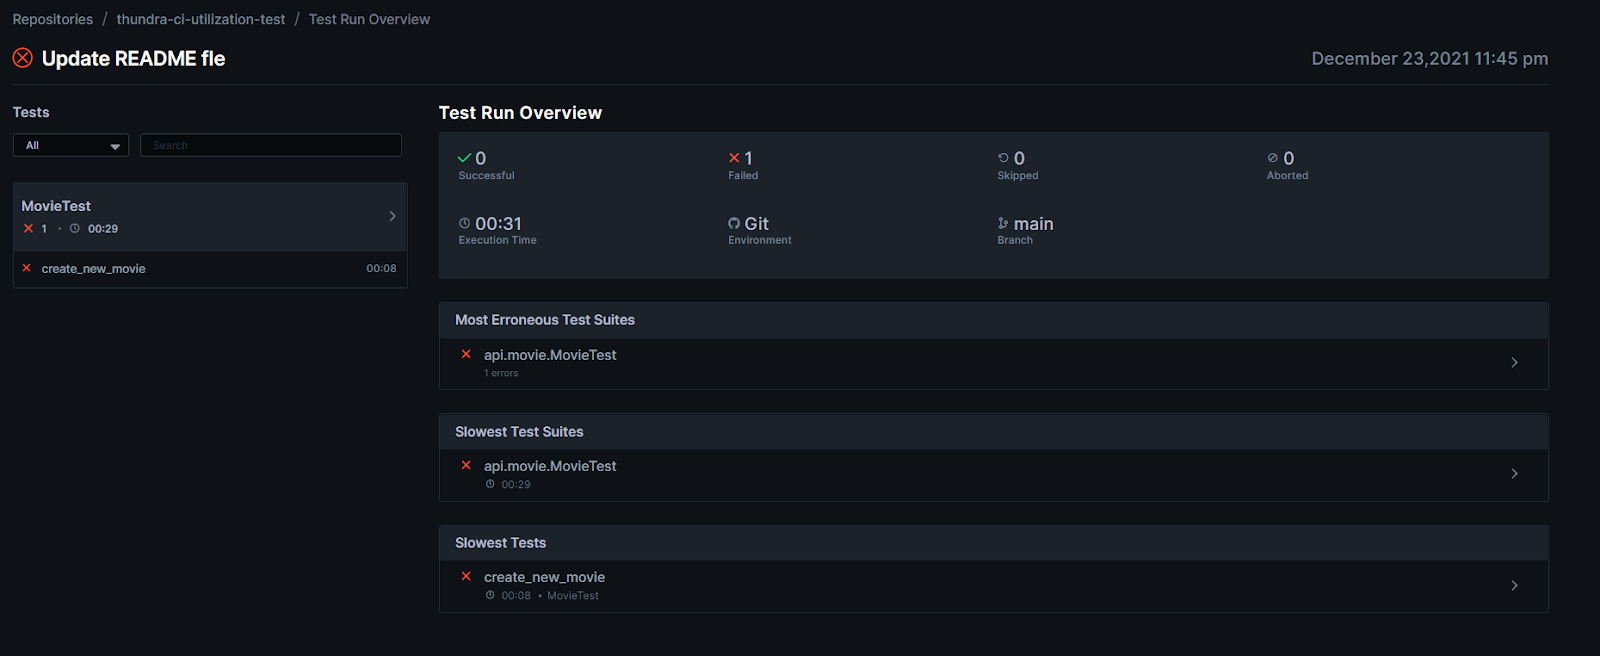 Repositories / thundra-ci-utilization-test / Test Run Overview
Update README fle
December 23,2021 11:45 pm
Tests
All
Search
MovieTest
1 · 00:29
create_new_movie 00:08
Test Run Overview
0
Successful
1
Failed
0
Skipped
0
Aborted
00:31
Execution Time
Git
Environment
main
Branch
Most Erroneous Test Suites
api.movie.MovieTest
1 errors
Slowest Test Suites
api.movie.MovieTest
00:29
Slowest Tests
create_new_movie
00:08 • MovieTest